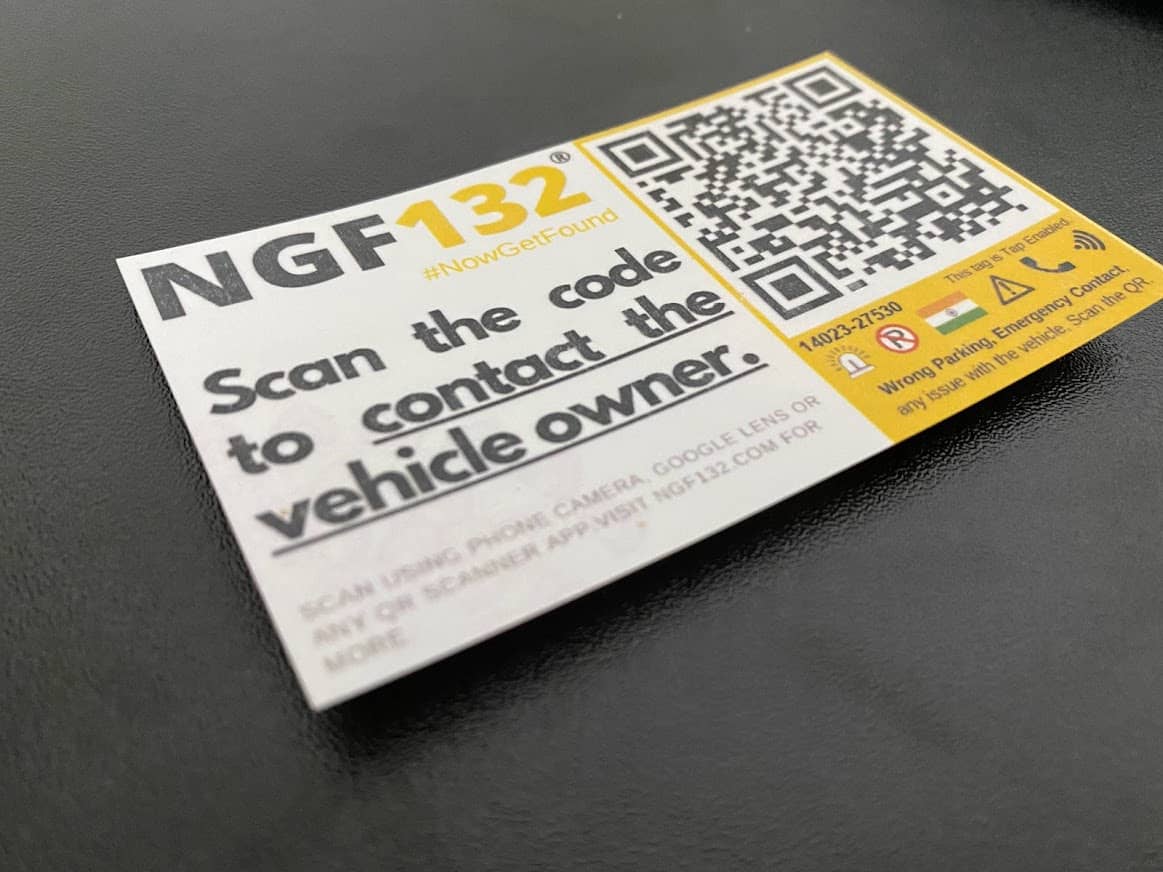 NGF132®
#NowGetFound
Scan the code
to contact the
vehicle owner.
SCAN USING PHONE CAMERA, GOOGLE LENS OR
ANY QR SCANNER APP.VISIT NGF132.COM FOR
MORE
14023-27530
This tag is Tap Enabled.
R
Wrong Parking, Emergency Contact,
any issue with the vehicle. Scan the QR.